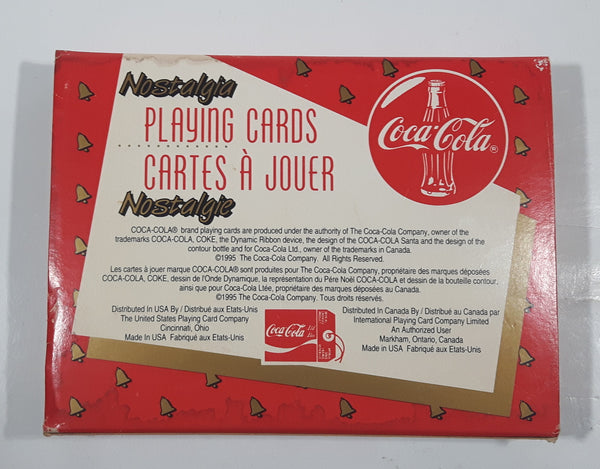 Nostalgia
PLAYING CARDS
CARTES À JOUER
Nostalgie
Coca-Cola®
COCA-COLA® brand playing cards are produced under the authority of The Coca-Cola Company, owner of the
trademarks COCA-COLA, COKE, the Dynamic Ribbon device, the design of the COCA-COLA Santa and the design of the
contour bottle and for Coca-Cola Ltd., owner of the trademarks in Canada.
©1995 The Coca-Cola Company. All Rights Reserved.
Les cartes à jouer marque COCA-COLA® sont produites pour The Coca-Cola Company, propriétaire des marques déposées
COCA-COLA, COKE, dessin de l'Onde Dynamique, la représentation du Père Noël COCA-COLA et dessin de la bouteille contour,
ainsi que pour Coca-Cola Ltée, propriétaire des marques déposées au Canada.
©1995 The Coca-Cola Company. Tous droits réservés.
Distributed In USA By / Distribué aux Etats-Unis
The United States Playing Card Company
Cincinnati, Ohio
Made in USA Fabriqué aux Etats-Unis
Coca-Cola
Ltd
Ltée
Distributed In Canada By / Distribué au Canada par
International Playing Card Company Limited
An Authorized User
Markham, Ontario, Canada
Made in USA Fabriqué aux Etats-Unis